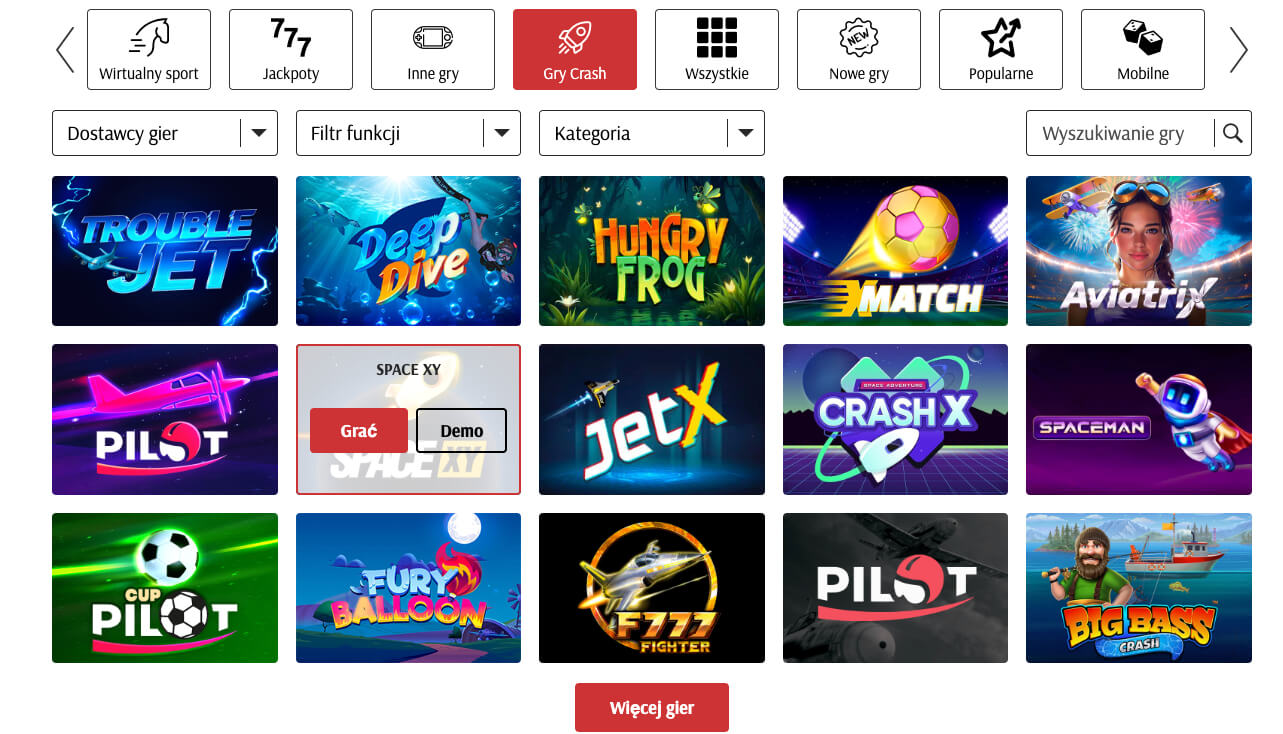 Wirtualny sport
777
Jackpoty
Inne gry
Gry Crash
Wszystkie
NEW
Nowe gry
Popularne
Mobilne
Dostawcy gier
Filtr funkcji
Kategoria
Wyszukiwanie gry
TROUBLE
JET
Deep
Dive
HUNGRY
FROG
XMATCH
Aviatrix
PILOT
SPACE XY
Grać
Demo
SPACE XY
JetX
SPACE ADVENTURE
CRASH X
SPACEMAN
CUP
PILOT
FURY
BALLOON
F777
FIGHTER
PILOT
BIG BASS
CRASH
Więcej gier